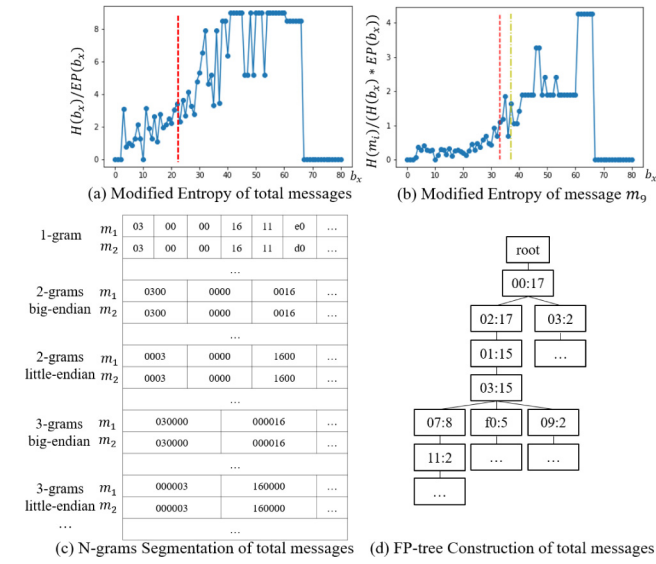 H(b_x)/EP(b_x)
8
6
4
2
0
0 10 20 30 40 50 60 70 80 b_x
(a) Modified Entropy of total messages
H(m_i)/(H(b_x) * EP(b_x))
4
3
2
1
0
0 10 20 30 40 50 60 70 80 b_x
(b) Modified Entropy of message m_9
1-gram m_1 03 00 00 16 11 e0 ...
m_2 03 00 00 16 11 d0 ...
...
2-grams big-endian m_1 0300 0000 0016 ...
m_2 0300 0000 0016 ...
...
2-grams little-endian m_1 0003 0000 1600 ...
m_2 0003 0000 1600 ...
...
3-grams big-endian m_1 030000 000016 ...
m_2 030000 000016 ...
...
3-grams little-endian m_1 000003 160000 ...
m_2 000003 160000 ...
... ...
(c) N-grams Segmentation of total messages
root
00:17
02:17 03:2
01:15 ...
03:15
07:8 f0:5 09:2
11:2 ... ...
...
(d) FP-tree Construction of total messages